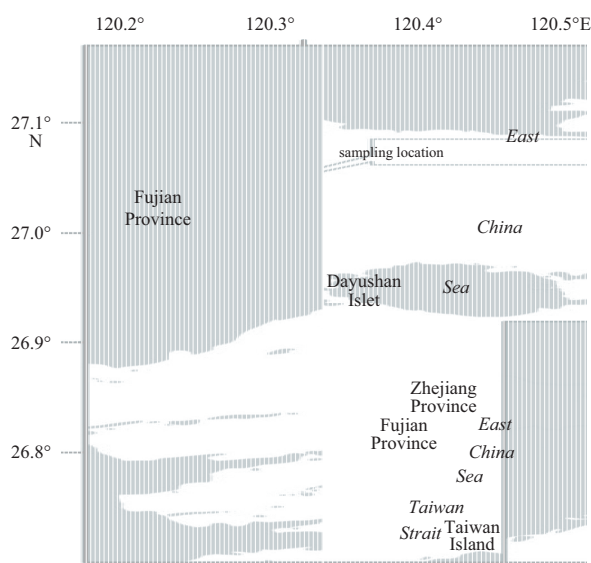 120.2° 120.3° 120.4° 120.5°E
27.1°
N
East
sampling location
Fujian
Province
27.0°
China
Dayushan
Islet
Sea
26.9°
Zhejiang
Province
Fujian
Province
East
China
Sea
26.8°
Taiwan
Strait
Taiwan
Island